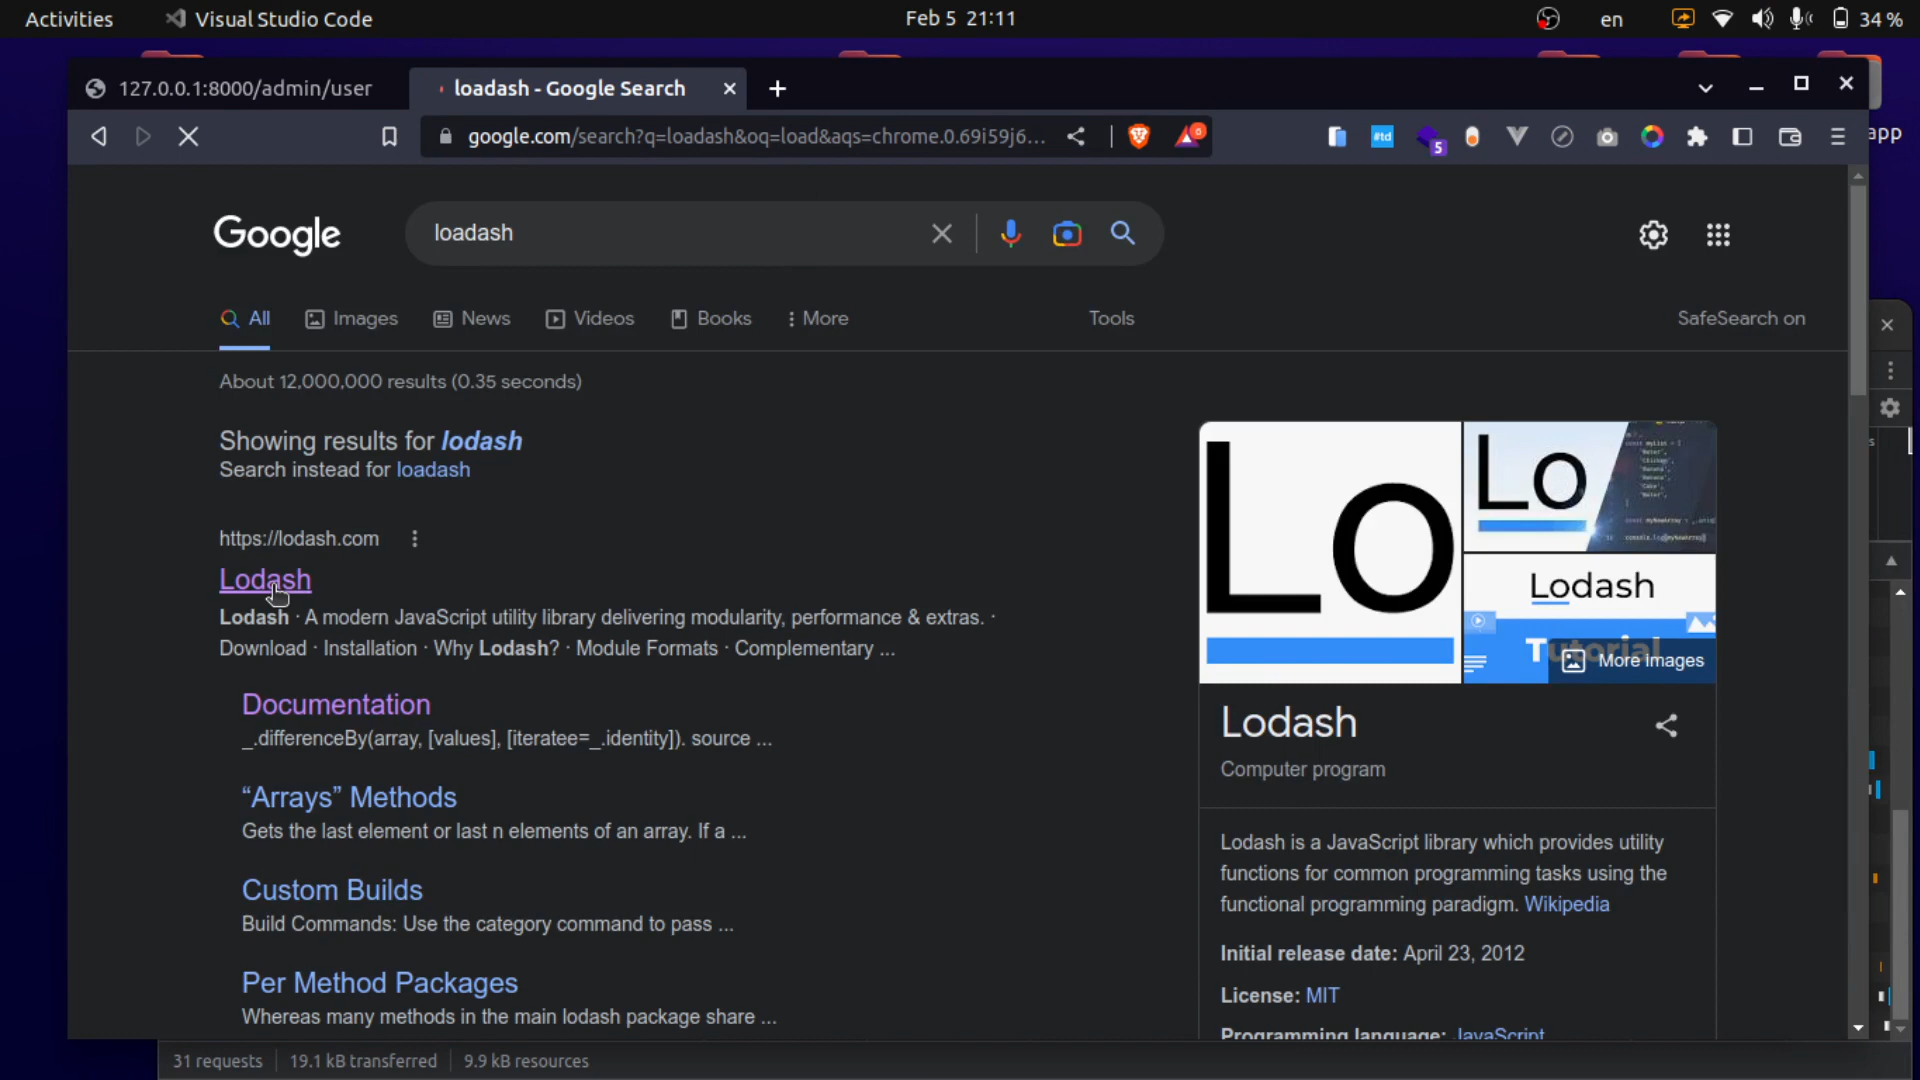 Activities
Visual Studio Code
Feb 5 21:11
en
34 %
127.0.0.1:8000/admin/user
loadash - Google Search
google.com/search?q=loadash&oq=load&aqs=chrome.0.69i59j6...
6
#td
5
app
Google
loadash
All
Images
News
Videos
Books
More
Tools
SafeSearch on
About 12,000,000 results (0.35 seconds)
Showing results for lodash
Search instead for loadash
https://lodash.com
Lodash
Lodash · A modern JavaScript utility library delivering modularity, performance & extras. ·
Download · Installation · Why Lodash? · Module Formats · Complementary ...
Documentation
_.differenceBy(array, [values], [iteratee=_.identity]). source ...
“Arrays” Methods
Gets the last element or last n elements of an array. If a ...
Custom Builds
Build Commands: Use the category command to pass ...
Per Method Packages
Whereas many methods in the main lodash package share ...
Lo
Lo
Lodash
Tutorial
More images
Lodash
Computer program
Lodash is a JavaScript library which provides utility
functions for common programming tasks using the
functional programming paradigm. Wikipedia
Initial release date: April 23, 2012
License: MIT
Programming language: JavaScript
31 requests
19.1 kB transferred
9.9 kB resources